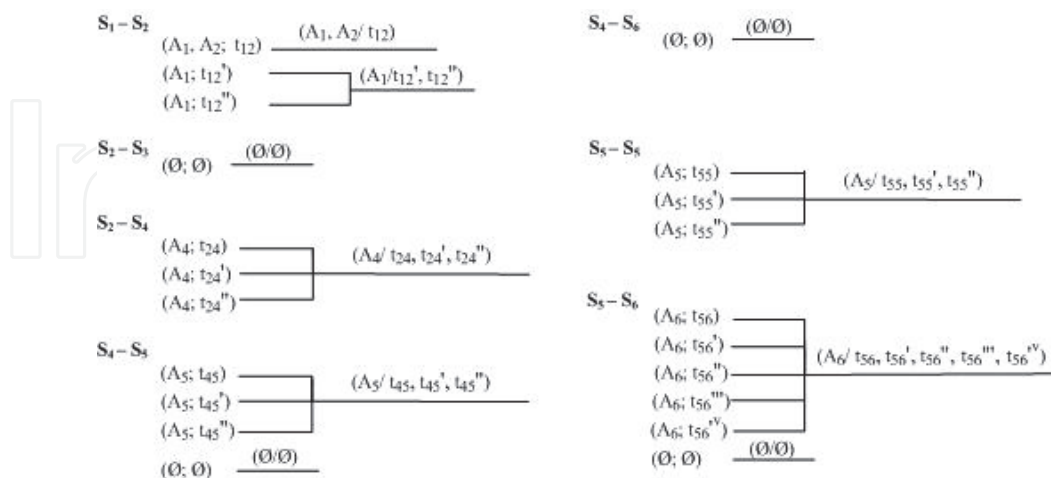 S₁ – S₂
(A₁, A₂; t₁₂) (A₁, A₂/ t₁₂)
(A₁; t₁₂')
(A₁/t₁₂', t₁₂'')
(A₁; t₁₂'')
S₂ – S₃
(Ø; Ø) (Ø/Ø)
S₂ – S₄
(A₄; t₂₄)
(A₄; t₂₄') (A₄/ t₂₄, t₂₄', t₂₄'')
(A₄; t₂₄'')
S₄ – S₅
(A₅; t₄₅)
(A₅; t₄₅') (A₅/ t₄₅, t₄₅', t₄₅'')
(A₅; t₄₅'')
(Ø; Ø) (Ø/Ø)
S₄ – S₆
(Ø; Ø) (Ø/Ø)
S₅ – S₅
(A₅; t₅₅)
(A₅; t₅₅') (A₅/ t₅₅, t₅₅', t₅₅'')
(A₅; t₅₅'')
S₅ – S₆
(A₆; t₅₆)
(A₆; t₅₆')
(A₆; t₅₆'') (A₆/ t₅₆, t₅₆', t₅₆'', t₅₆''', t₅₆'ᵛ)
(A₆; t₅₆''')
(A₆; t₅₆'ᵛ)
(Ø; Ø) (Ø/Ø)